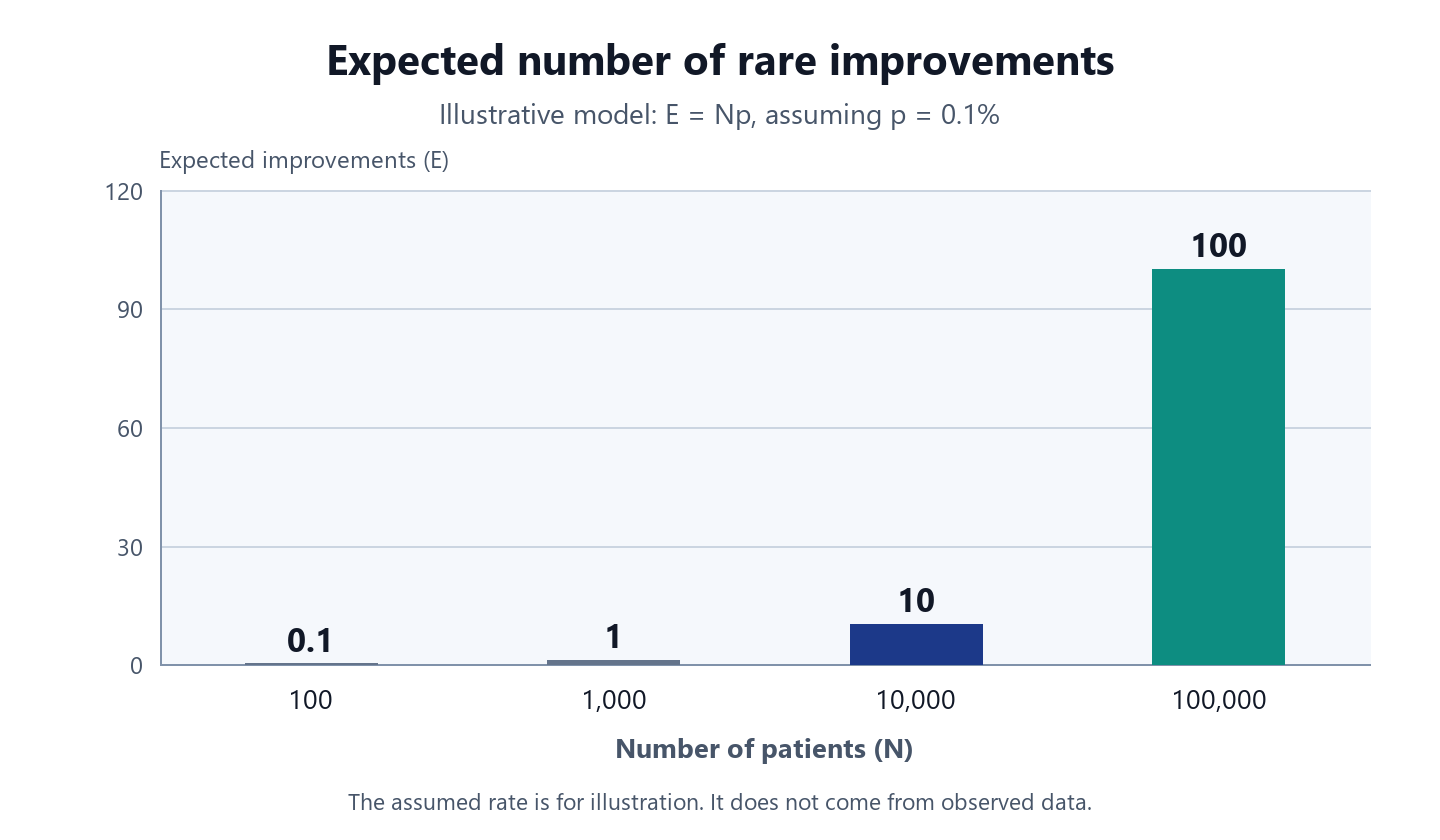 Expected number of rare improvements
Illustrative model: E = Np, assuming p = 0.1%
Expected improvements (E)
120
90
60
30
0
0.1
1
10
100
100
1,000
10,000
100,000
Number of patients (N)
The assumed rate is for illustration. It does not come from observed data.